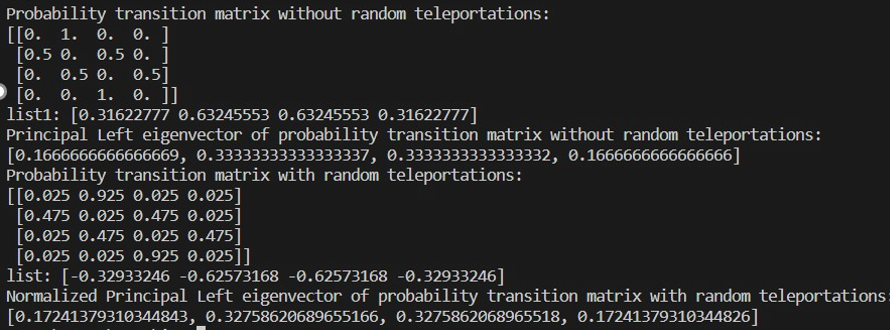 Probability transition matrix without random teleportations:
[[0.  1.  0.  0. ]
 [0.5 0.  0.5 0. ]
 [0.  0.5 0.  0.5]
 [0.  0.  1.  0. ]]
list1: [0.31622777 0.63245553 0.63245553 0.31622777]
Principal Left eigenvector of probability transition matrix without random teleportations:
[0.1666666666666669, 0.33333333333333337, 0.3333333333333332, 0.1666666666666666]
Probability transition matrix with random teleportations:
[[0.025 0.925 0.025 0.025]
 [0.475 0.025 0.475 0.025]
 [0.025 0.475 0.025 0.475]
 [0.025 0.025 0.925 0.025]]
list: [-0.32933246 -0.62573168 -0.62573168 -0.32933246]
Normalized Principal Left eigenvector of probability transition matrix with random teleportations:
[0.17241379310344843, 0.32758620689655166, 0.3275862068965518, 0.17241379310344826]